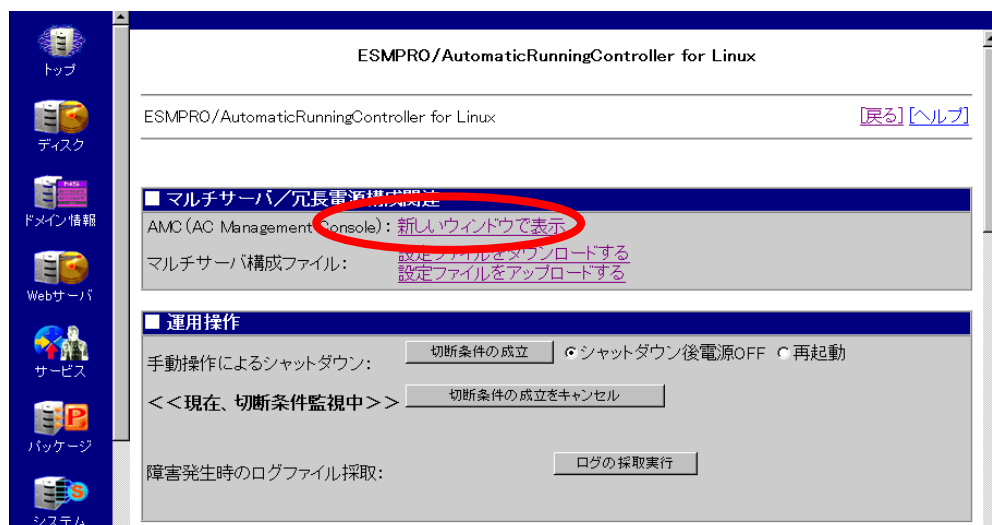 トップ
ディスク
NS
ドメイン情報
Webサーバ
サービス
パッケージ
システム
ESMPRO/AutomaticRunningController for Linux
ESMPRO/AutomaticRunningController for Linux [戻る] [ヘルプ]
■ マルチサーバ/冗長電源構成関連
AMC(AC Management Console): 新しいウィンドウで表示
マルチサーバ構成ファイル: 設定ファイルをダウンロードする
設定ファイルをアップロードする
■ 運用操作
手動操作によるシャットダウン: 切断条件の成立 シャットダウン後電源OFF 再起動
<<現在、切断条件監視中>> 切断条件の成立をキャンセル
障害発生時のログファイル採取: ログの採取実行